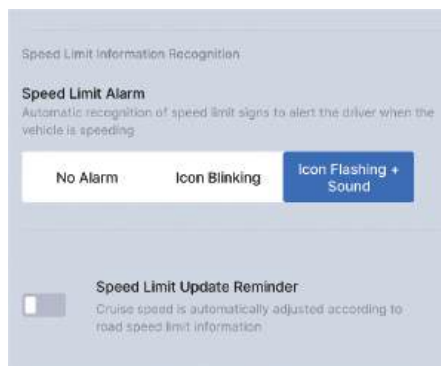 Speed Limit Information Recognition
Speed Limit Alarm
Automatic recognition of speed limit signs to alert the driver when the
vehicle is speeding
No Alarm
Icon Blinking
Icon Flashing +
Sound
Speed Limit Update Reminder
Cruise speed is automatically adjusted according to
road speed limit information